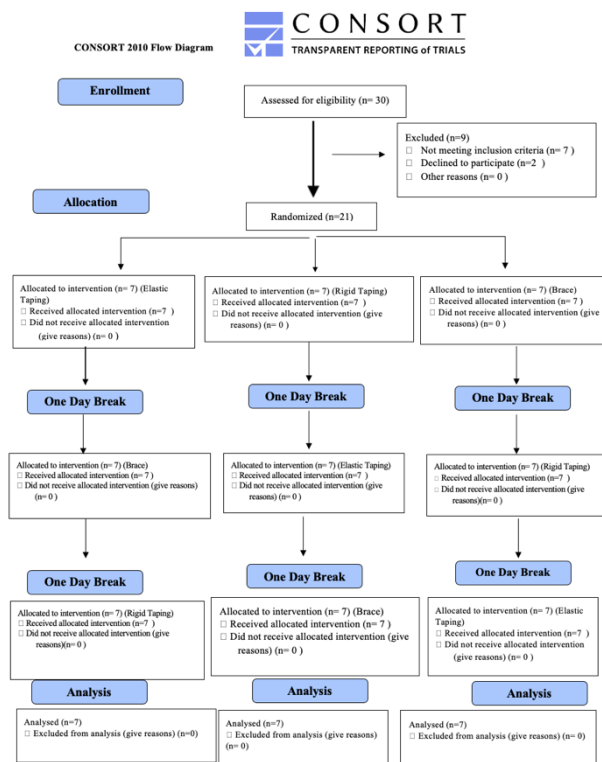 CONSORT
TRANSPARENT REPORTING of TRIALS
CONSORT 2010 Flow Diagram
Enrollment
Assessed for eligibility (n= 30)
Excluded (n=9)
□ Not meeting inclusion criteria (n= 7 )
□ Declined to participate (n=2 )
□ Other reasons (n= 0 )
Allocation
Randomized (n=21)
Allocated to intervention (n= 7) (Elastic
Taping)
□ Received allocated intervention (n=7 )
□ Did not receive allocated intervention
(give reasons) (n= 0 )
Allocated to intervention (n= 7) (Rigid Taping)
□ Received allocated intervention (n=7 )
□ Did not receive allocated intervention (give
reasons) (n= 0 )
Allocated to intervention (n= 7) (Brace)
□ Received allocated intervention (n= 7 )
□ Did not receive allocated intervention (give
reasons) (n= 0 )
One Day Break
One Day Break
One Day Break
Allocated to intervention (n= 7) (Brace)
□ Received allocated intervention (n= 7 )
□ Did not receive allocated intervention (give reasons)
(n= 0 )
Allocated to intervention (n= 7) (Elastic Taping)
□ Received allocated intervention (n=7 )
□ Did not receive allocated intervention (give
reasons) (n= 0 )
Allocated to intervention (n= 7) (Rigid Taping)
□ Received allocated intervention (n=7 )
□ Did not receive allocated intervention (give
reasons)(n= 0 )
One Day Break
One Day Break
One Day Break
Allocated to intervention (n= 7) (Rigid Taping)
□ Received allocated intervention (n=7 )
□ Did not receive allocated intervention (give
reasons)(n= 0 )
Allocated to intervention (n= 7) (Brace)
□ Received allocated intervention (n= 7 )
□ Did not receive allocated intervention (give
reasons) (n= 0 )
Allocated to intervention (n= 7) (Elastic
Taping)
□ Received allocated intervention (n=7 )
□ Did not receive allocated intervention
(give reasons) (n= 0 )
Analysis
Analysis
Analysis
Analysed (n=7)
□ Excluded from analysis (give reasons) (n=0)
Analysed (n=7)
□ Excluded from analysis (give reasons)
(n= 0)
Analysed (n=7)
□ Excluded from analysis (give reasons) (n= 0)